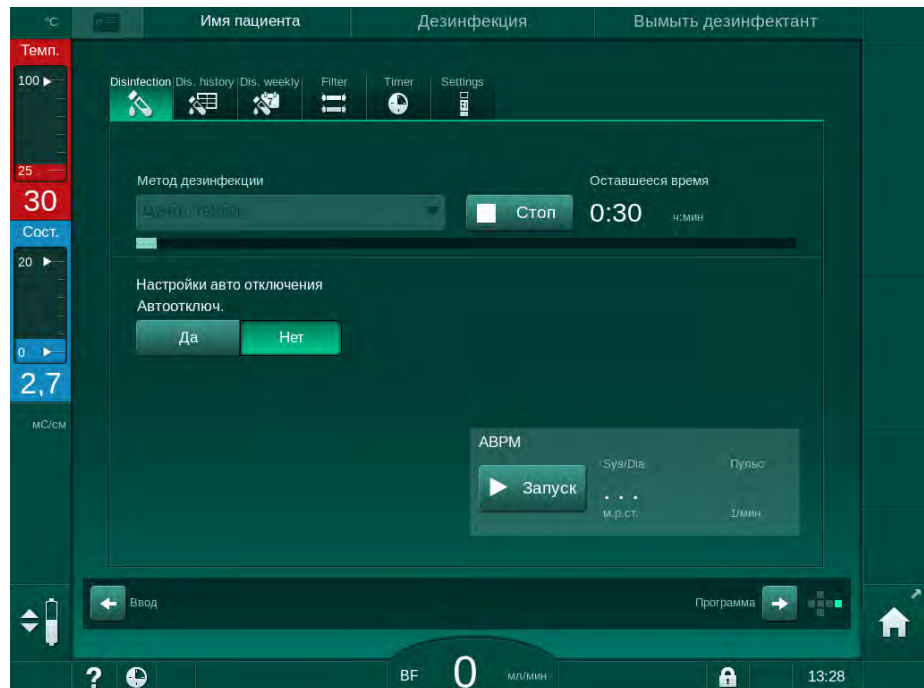 °C Имя пациента Дезинфекция Вымыть дезинфектант
Темп.
100
Disinfection Dis. history Dis. weekly Filter Timer Settings
25
30
Метод дезинфекции Оставшееся время
Стоп 0:30 ч:мин
Сост.
20
Настройки авто отключения
Автоотключ.
Да Нет
0
2,7
мС/см
ABPM
Sys/Dia Пульс
Запуск
. . .
м.р.ст. 1/мин
Ввод Программа
BF 0 мл/мин
? 13:28